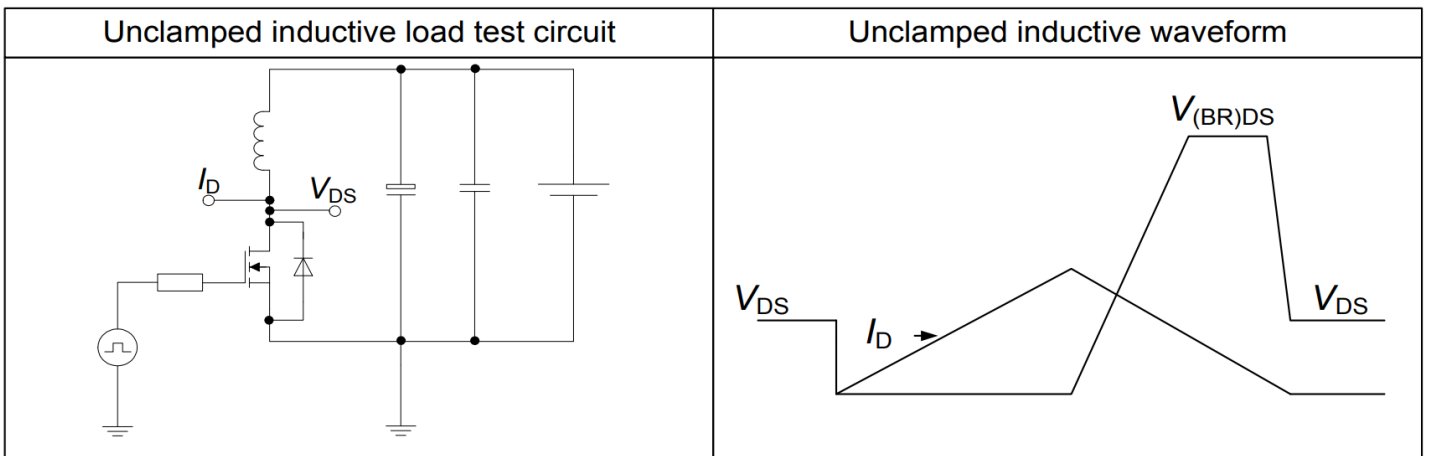 Unclamped inductive load test circuit
Unclamped inductive waveform
ID
VDS
V(BR)DS
VDS
ID
VDS